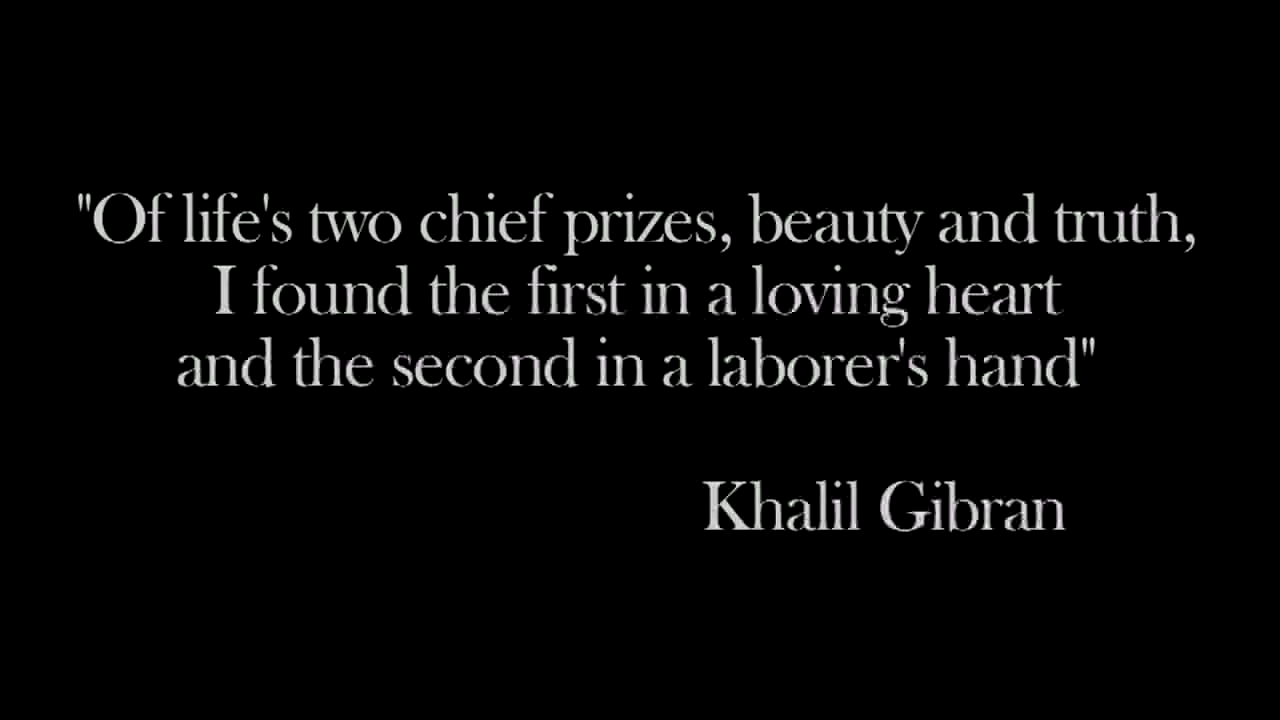 "Of life's two chief prizes, beauty and truth,
I found the first in a loving heart
and the second in a laborer's hand"
Khalil Gibran